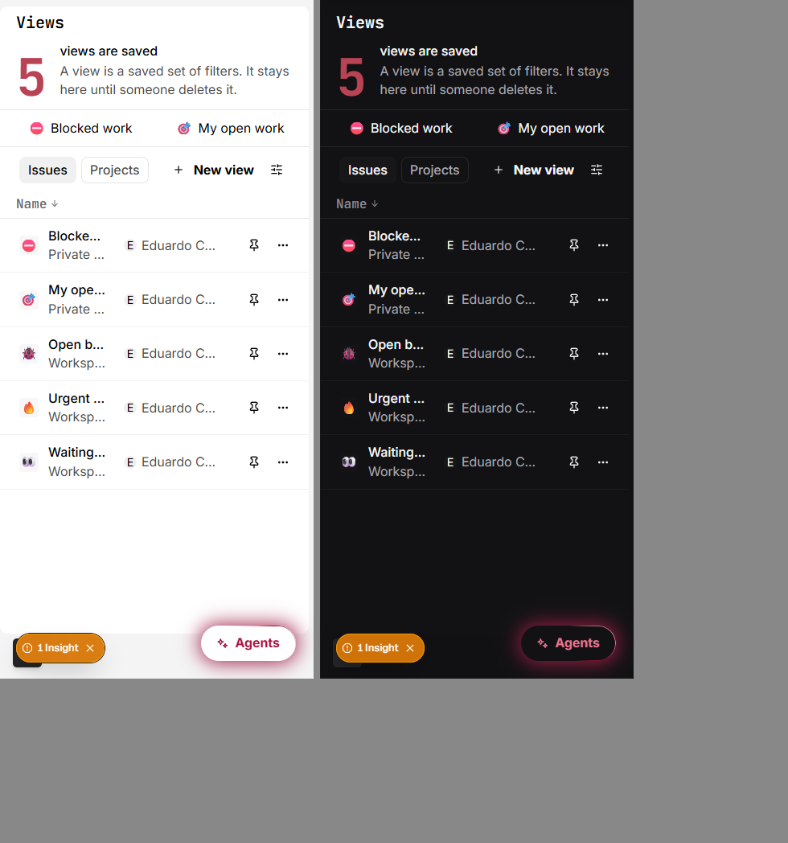 Views
5
views are saved
A view is a saved set of filters. It stays
here until someone deletes it.
Blocked work
My open work
Issues
Projects
+ New view
Name ↓
Blocke...
Private ...
E Eduardo C...
My ope...
Private ...
E Eduardo C...
Open b...
Worksp...
E Eduardo C...
Urgent ...
Worksp...
E Eduardo C...
Waiting...
Worksp...
E Eduardo C...
1 Insight
Agents
Views
5
views are saved
A view is a saved set of filters. It stays
here until someone deletes it.
Blocked work
My open work
Issues
Projects
+ New view
Name ↓
Blocke...
Private ...
E Eduardo C...
My ope...
Private ...
E Eduardo C...
Open b...
Worksp...
E Eduardo C...
Urgent ...
Worksp...
E Eduardo C...
Waiting...
Worksp...
E Eduardo C...
1 Insight
Agents